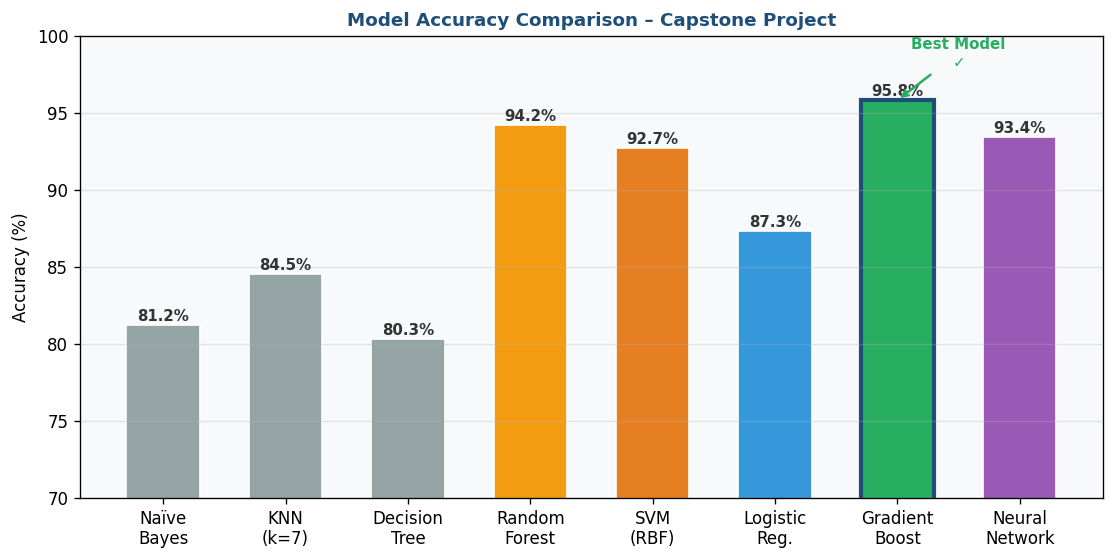 Model Accuracy Comparison – Capstone Project
Best Model
✓
Accuracy (%)
100
95
90
85
80
75
70
81.2%
84.5%
80.3%
94.2%
92.7%
87.3%
95.8%
93.4%
Naïve
Bayes
KNN
(k=7)
Decision
Tree
Random
Forest
SVM
(RBF)
Logistic
Reg.
Gradient
Boost
Neural
Network